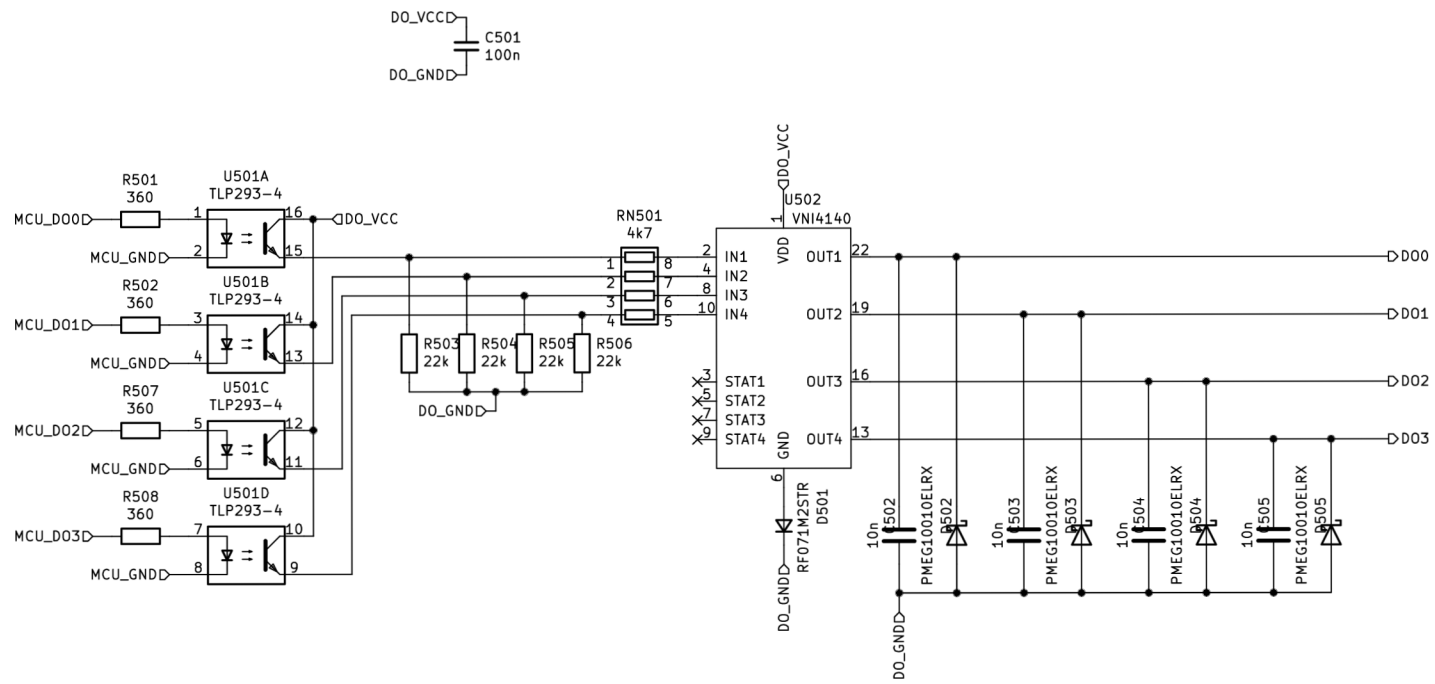 DO_VCC
C501
100n
DO_GND
DO_VCC
R501
360
U501A
TLP293-4
MCU_DO0
1
16
DO_VCC
MCU_GND
2
15
R502
360
U501B
TLP293-4
MCU_DO1
3
14
MCU_GND
4
13
R507
360
U501C
TLP293-4
MCU_DO2
5
12
MCU_GND
6
11
R508
360
U501D
TLP293-4
MCU_DO3
7
10
MCU_GND
8
9
RN501
4k7
1
8
2
7
3
6
4
5
R503
22k
R504
22k
R505
22k
R506
22k
DO_GND
U502
VNI4140
1
VDD
2
IN1
4
IN2
8
IN3
10
IN4
3
STAT1
5
STAT2
7
STAT3
9
STAT4
OUT1
22
OUT2
19
OUT3
16
OUT4
13
GND
6
RF071M2STR
D501
DO_GND
DO0
DO1
DO2
DO3
10n
C502
PMEG10010ELRX
D502
10n
C503
PMEG10010ELRX
D503
10n
C504
PMEG10010ELRX
D504
10n
C505
PMEG10010ELRX
D505
DO_GND